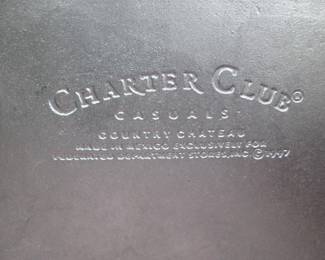 CHARTER CLUB®
CASUALS
COUNTRY CHATEAU
MADE IN MEXICO EXCLUSIVELY FOR
FEDERATED DEPARTMENT STORES, INC. © 1997